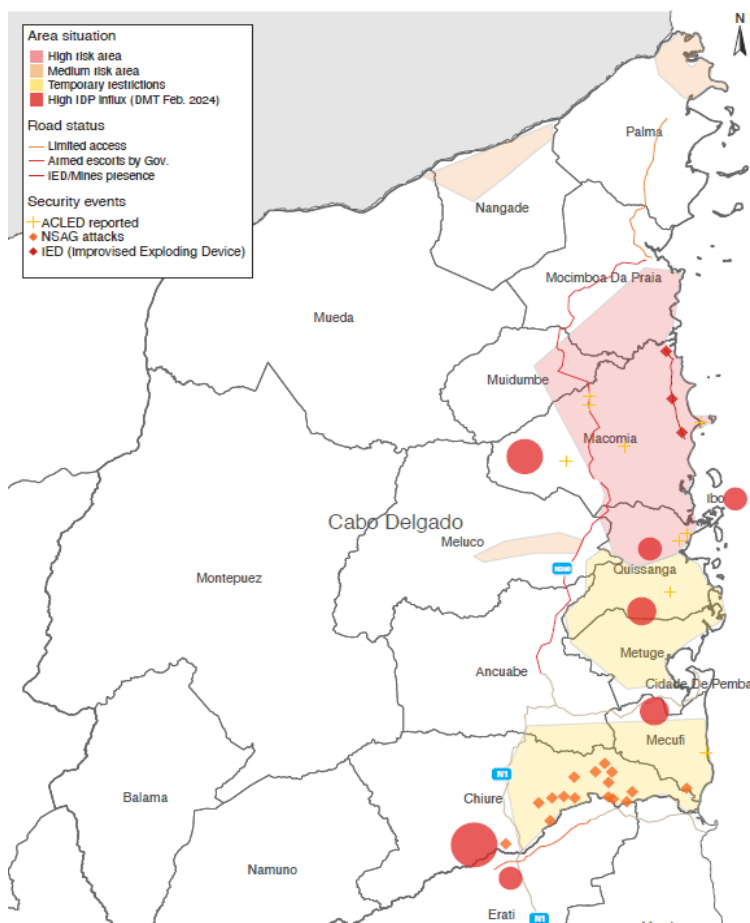 Area situation
High risk area
Medium risk area
Temporary restrictions
High IDP influx (DMT Feb. 2024)
Road status
Limited access
Armed escorts by Gov.
IED/Mines presence
Security events
ACLED reported
NSAG attacks
IED (Improvised Exploding Device)
N
Palma
Nangade
Mocimboa Da Praia
Mueda
Muidumbe
Macomia
Ibo
Cabo Delgado
Meluco
Quissanga
N380
Montepuez
Metuge
Ancuabe
Cidade De Pemba
Mecufi
N1
Chiure
Balama
Namuno
Erati
N1